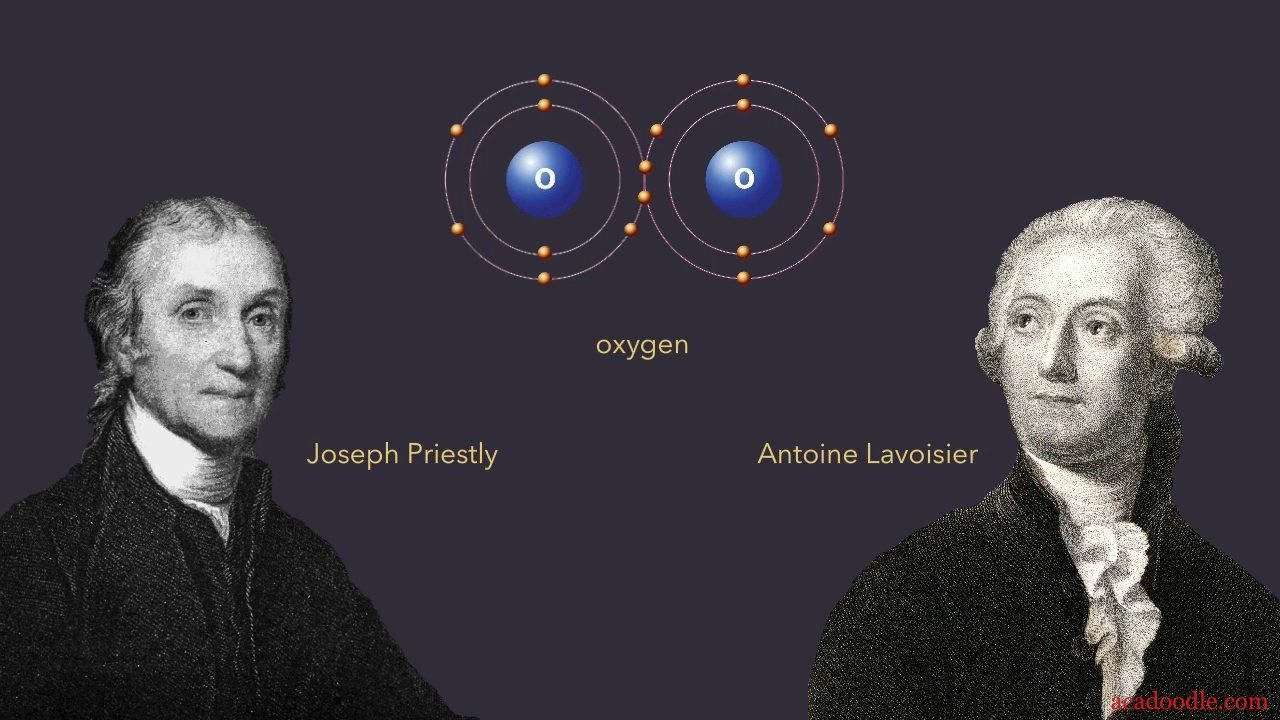 O O
oxygen
Joseph Priestly
Antoine Lavoisier
acadoodle.com